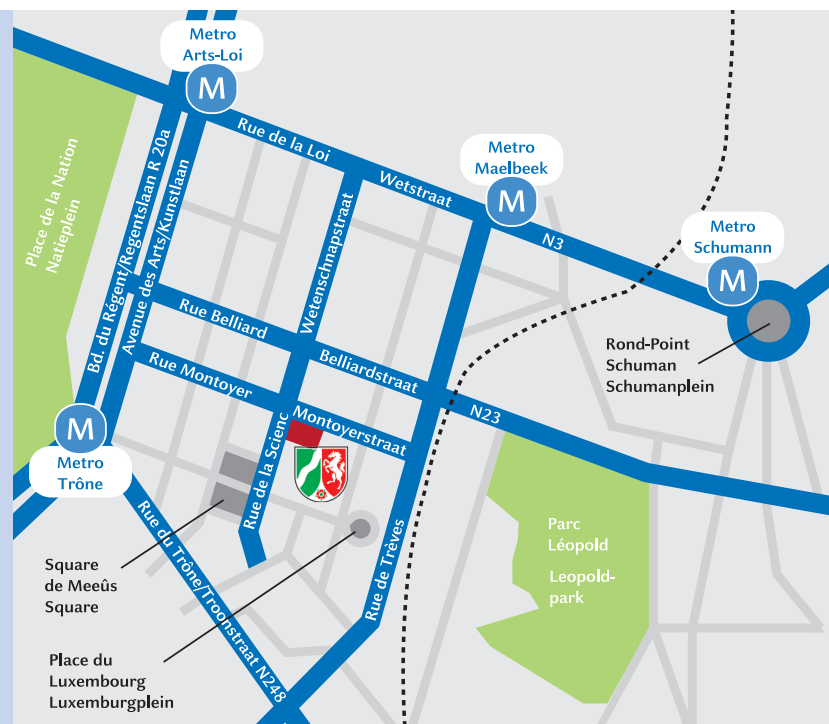 Metro
Arts-Loi
M
Rue de la Loi
Wetstraat
Metro
Maelbeek
M
N3
Metro
Schumann
M
Place de la Nation
Natieplein
Bd. du Régent/Regentslaan R 20a
Avenue des Arts/Kunstlaan
Wetenschnapstraat
Rue Belliard
Belliardstraat
N23
Rond-Point
Schuman
Schumanplein
Rue Montoyer
Montoyerstraat
M
Metro
Trône
Rue de la Scienc
Rue de Trèves
Rue du Trône/Troonstraat N248
Parc
Léopold
Leopold-
park
Square
de Meeûs
Square
Place du
Luxembourg
Luxemburgplein